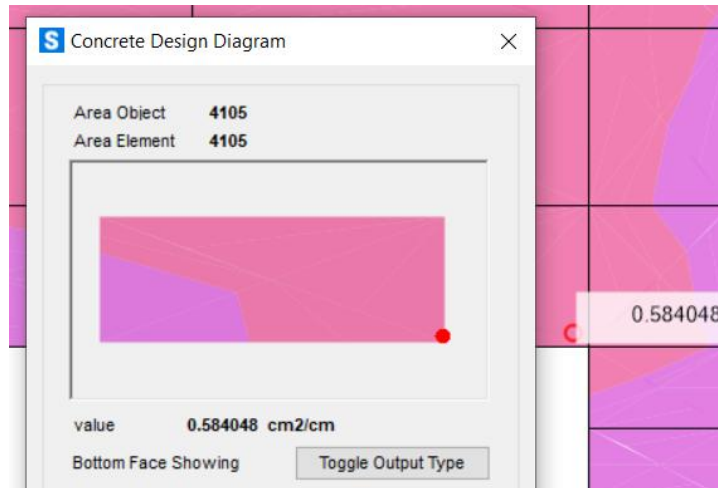 S Concrete Design Diagram
Area Object 4105
Area Element 4105
0.584048
value 0.584048 cm2/cm
Bottom Face Showing Toggle Output Type